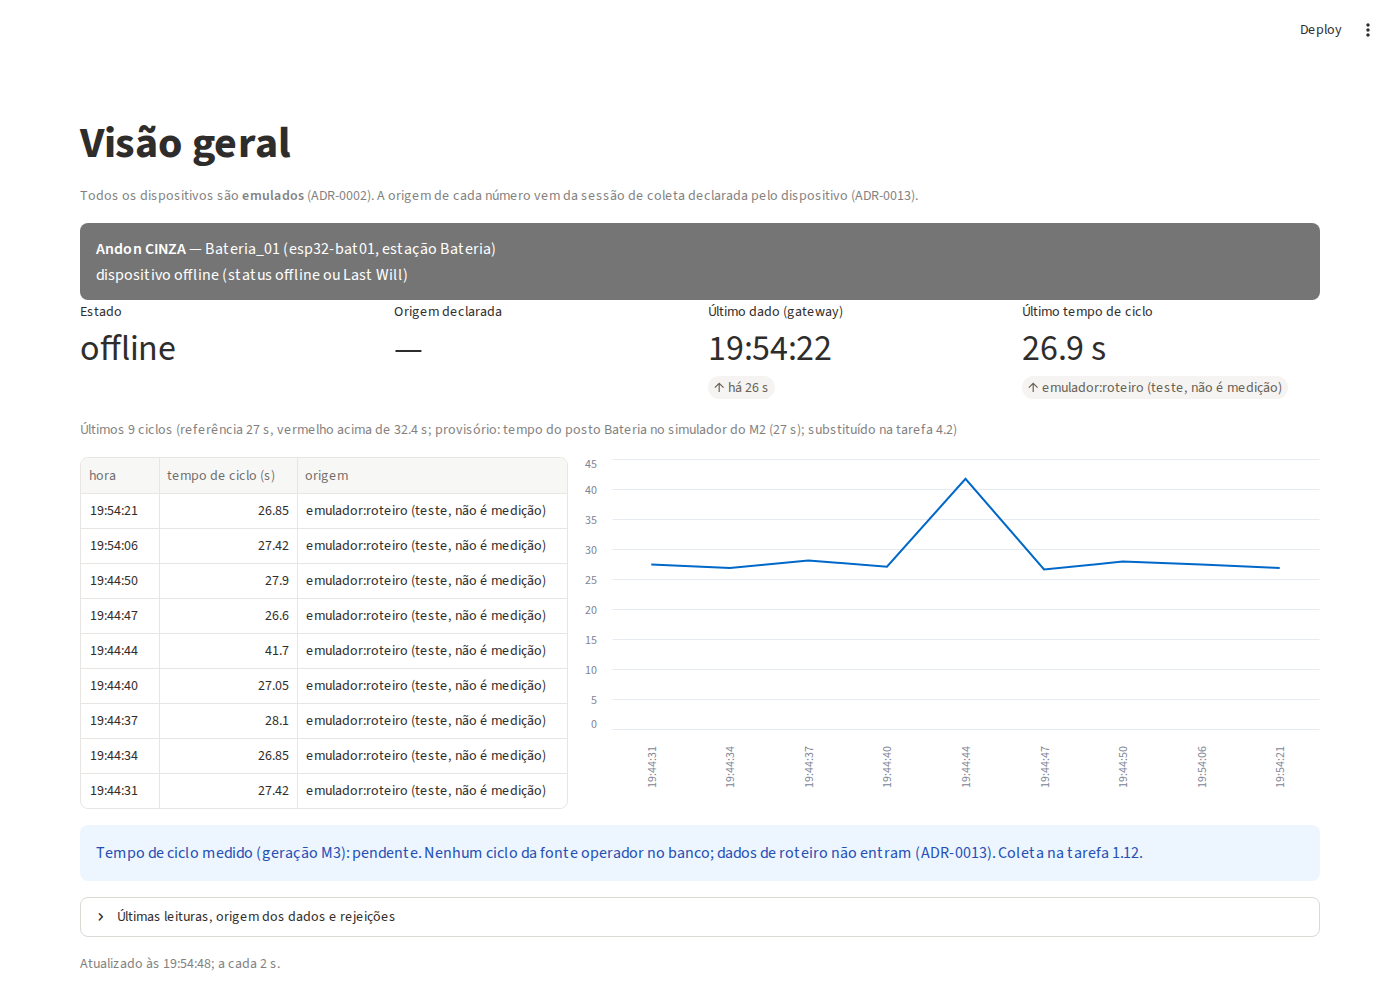 Deploy
Visão geral
Todos os dispositivos são emulados (ADR-0002). A origem de cada número vem da sessão de coleta declarada pelo dispositivo (ADR-0013).
Andon CINZA — Bateria_01 (esp32-bat01, estação Bateria)
dispositivo offline (status offline ou Last Will)
Estado
offline
Origem declarada
—
Último dado (gateway)
19:54:22
↑ há 26 s
Último tempo de ciclo
26.9 s
↑ emulador:roteiro (teste, não é medição)
Últimos 9 ciclos (referência 27 s, vermelho acima de 32.4 s; provisório: tempo do posto Bateria no simulador do M2 (27 s); substituído na tarefa 4.2)
hora tempo de ciclo (s) origem
19:54:21 26.85 emulador:roteiro (teste, não é medição)
19:54:06 27.42 emulador:roteiro (teste, não é medição)
19:44:50 27.9 emulador:roteiro (teste, não é medição)
19:44:47 26.6 emulador:roteiro (teste, não é medição)
19:44:44 41.7 emulador:roteiro (teste, não é medição)
19:44:40 27.05 emulador:roteiro (teste, não é medição)
19:44:37 28.1 emulador:roteiro (teste, não é medição)
19:44:34 26.85 emulador:roteiro (teste, não é medição)
19:44:31 27.42 emulador:roteiro (teste, não é medição)
45
40
35
30
25
20
15
10
5
0
19:44:31
19:44:34
19:44:37
19:44:40
19:44:44
19:44:47
19:44:50
19:54:06
19:54:21
Tempo de ciclo medido (geração M3): pendente. Nenhum ciclo da fonte operador no banco; dados de roteiro não entram (ADR-0013). Coleta na tarefa 1.12.
Últimas leituras, origem dos dados e rejeições
Atualizado às 19:54:48; a cada 2 s.